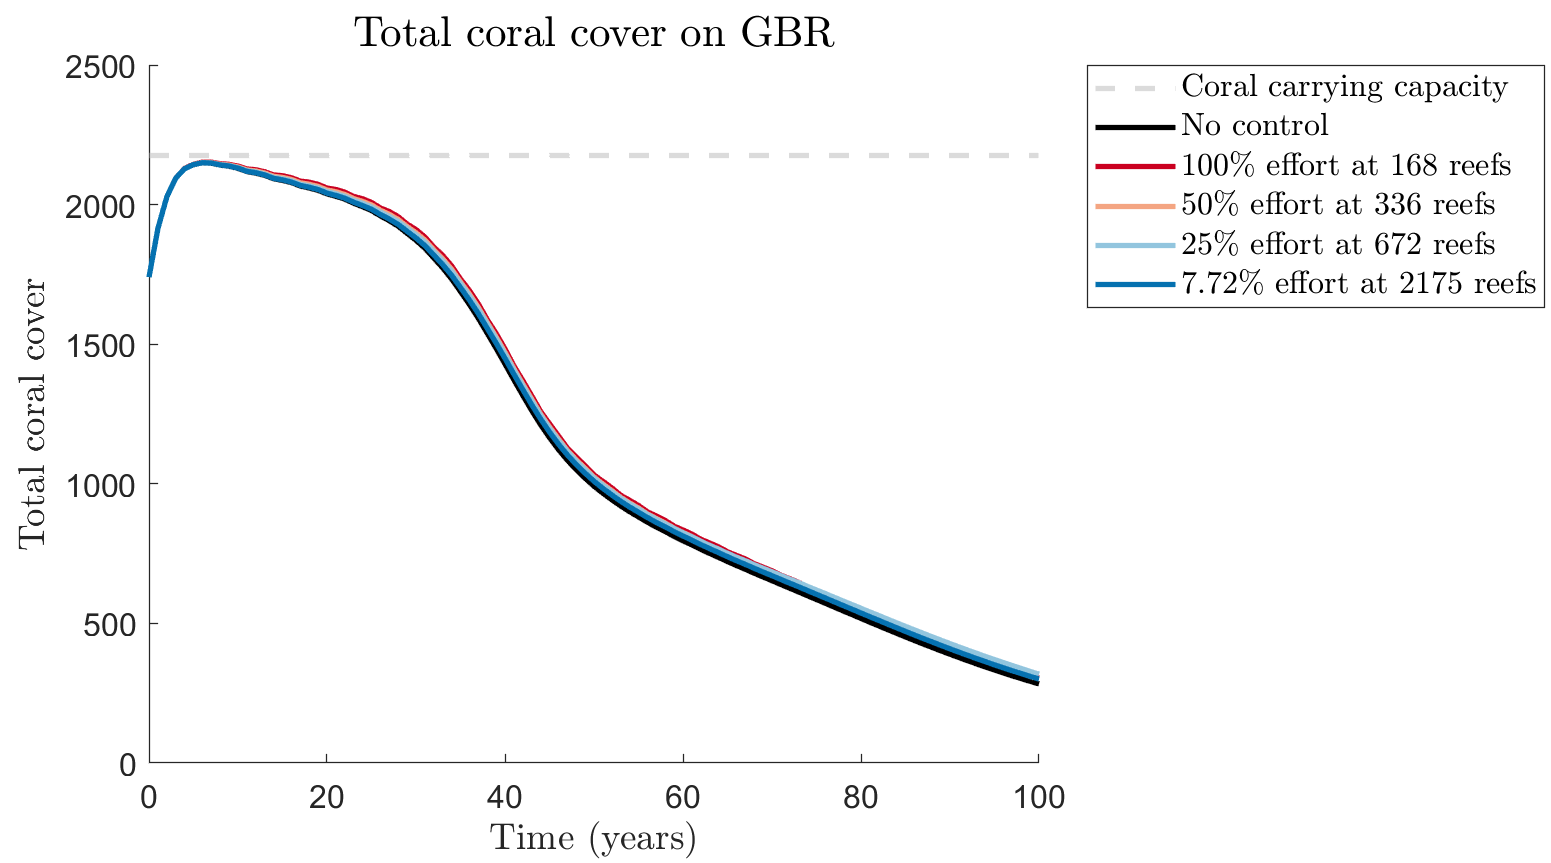 Total coral cover on GBR
2500
2000
1500
1000
500
0
Total coral cover
0 20 40 60 80 100
Time (years)
Coral carrying capacity
No control
100% effort at 168 reefs
50% effort at 336 reefs
25% effort at 672 reefs
7.72% effort at 2175 reefs